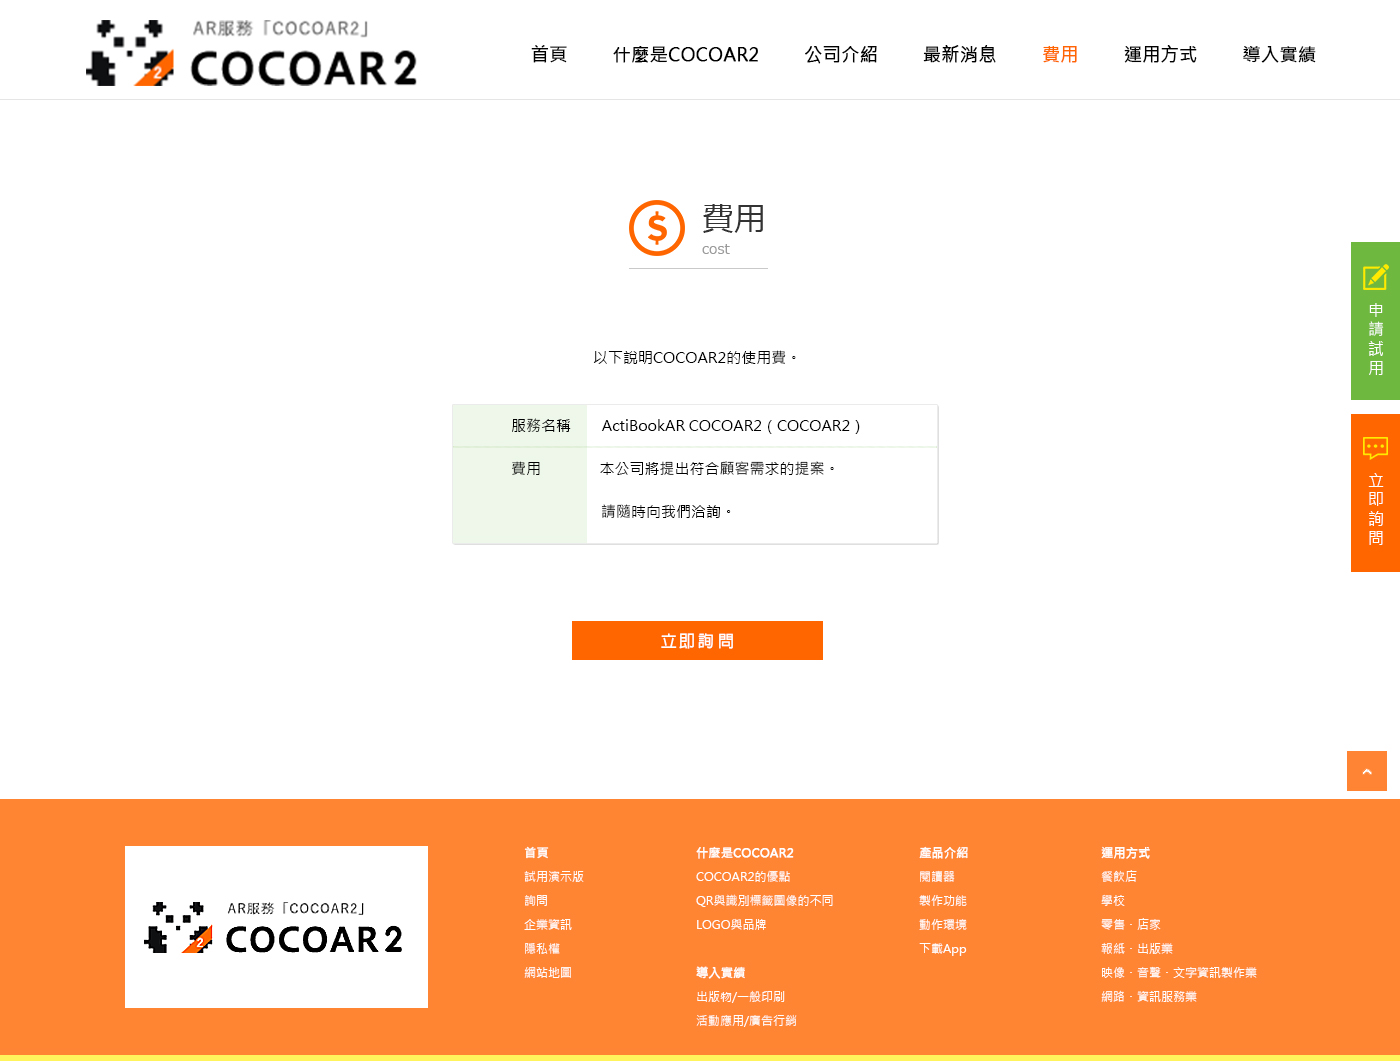 AR服務「COCOAR2」
COCOAR2
首頁 什麼是COCOAR2 公司介紹 最新消息 費用 運用方式 導入實績
費用
cost
申請試用
以下說明COCOAR2的使用費。
服務名稱 ActiBookAR COCOAR2（COCOAR2）
費用 本公司將提出符合顧客需求的提案。
請隨時向我們洽詢。
立即詢問
立即詢問
AR服務「COCOAR2」
COCOAR2
首頁
試用演示版
詢問
企業資訊
隱私權
網站地圖
什麼是COCOAR2
COCOAR2的優點
QR與識別標籤圖像的不同
LOGO與品牌
導入實績
出版物/一般印刷
活動應用/廣告行銷
產品介紹
閱讀器
製作功能
動作環境
下載App
運用方式
餐飲店
學校
零售・店家
報紙・出版業
映像・音聲・文字資訊製作業
網路・資訊服務業